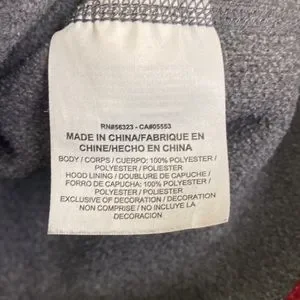 RN#56323 - CA#05553
MADE IN CHINA/FABRIQUE EN
CHINE/HECHO EN CHINA
BODY / CORPS / CUERPO: 100% POLYESTER /
POLYESTER / POLIESTER
HOOD LINING / DOUBLURE DE CAPUCHE /
FORRO DE CAPUCHA: 100% POLYESTER /
POLYESTER / POLIESTER
EXCLUSIVE OF DECORATION / DECORATION
NON COMPRISE / NO INCLUYE LA
DECORACION